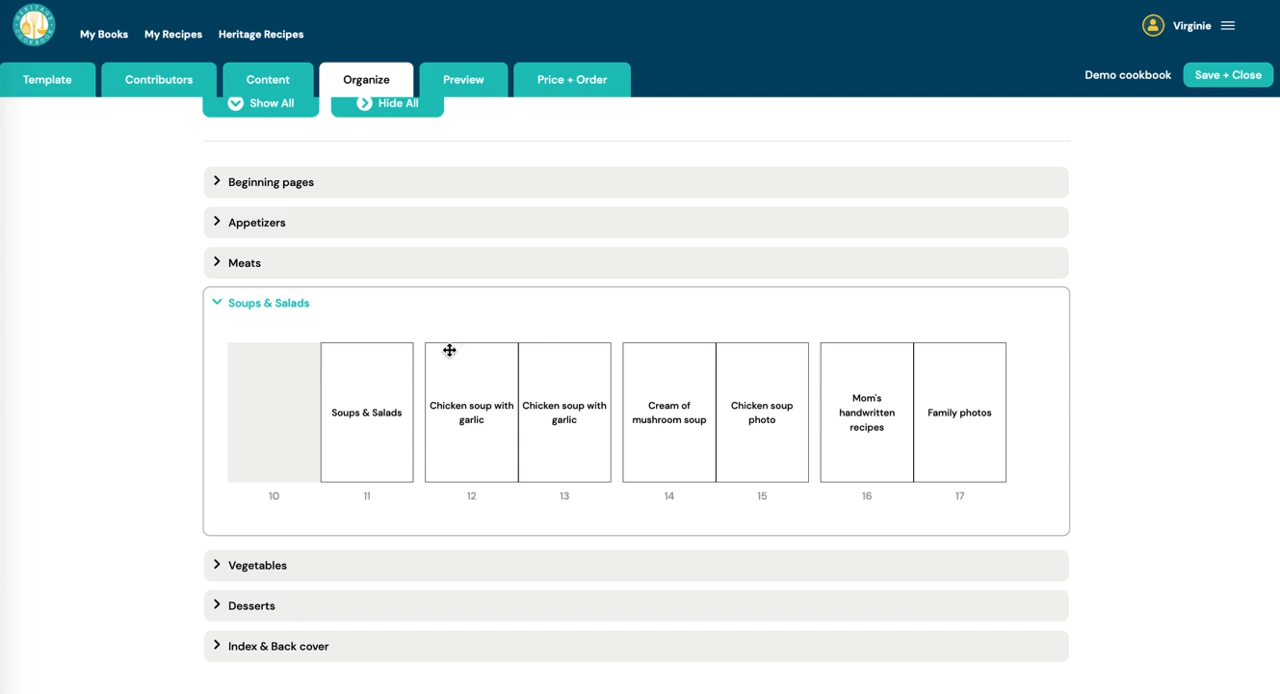 HERITAGE
COOKBOOK
My Books
My Recipes
Heritage Recipes
Virginie
Template
Contributors
Content
Organize
Preview
Price + Order
Demo cookbook
Save + Close
Show All
Hide All
Beginning pages
Appetizers
Meats
Soups & Salads
Soups & Salads
Chicken soup with
garlic
Chicken soup with
garlic
Cream of
mushroom soup
Chicken soup
photo
Mom's
handwritten
recipes
Family photos
10
11
12
13
14
15
16
17
Vegetables
Desserts
Index & Back cover